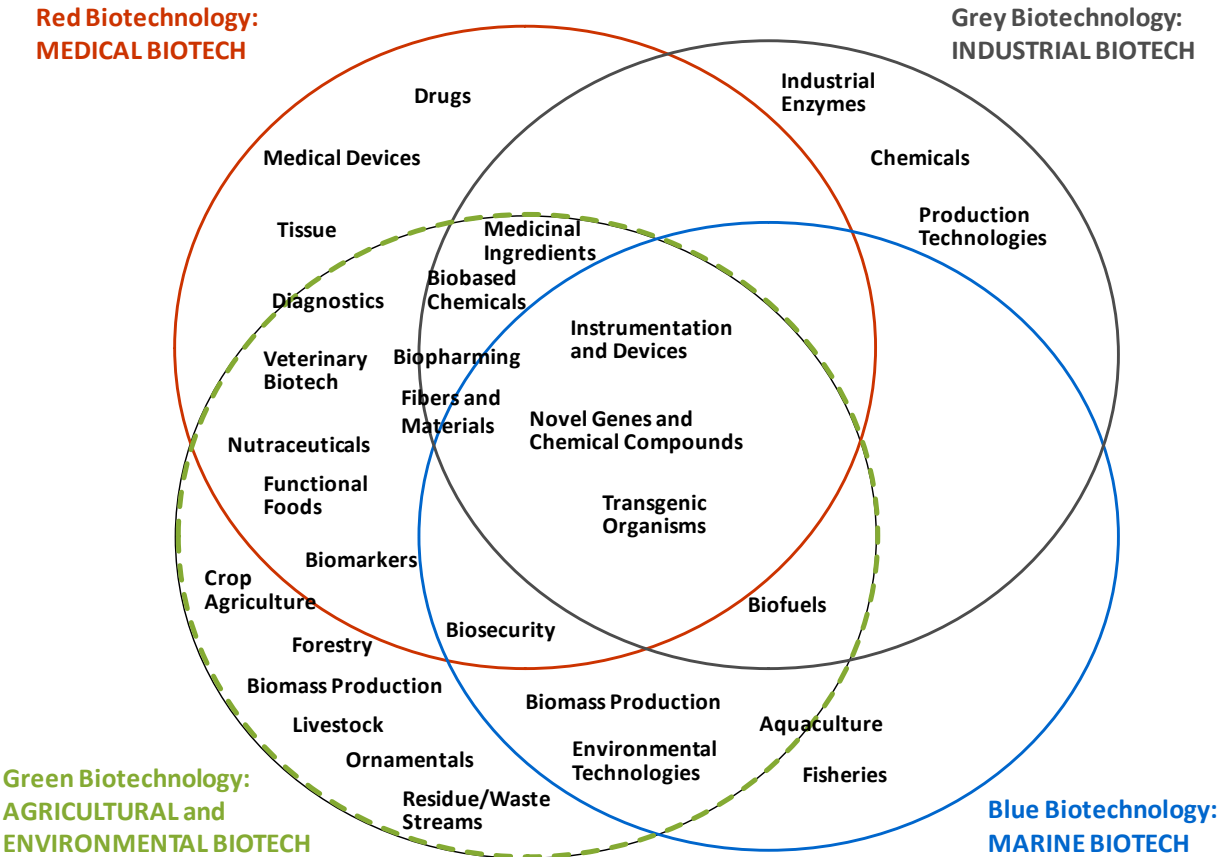 Red Biotechnology:
MEDICAL BIOTECH
Grey Biotechnology:
INDUSTRIAL BIOTECH
Drugs
Industrial
Enzymes
Medical Devices
Chemicals
Tissue
Medicinal
Ingredients
Production
Technologies
Diagnostics
Biobased
Chemicals
Instrumentation
and Devices
Veterinary
Biotech
Biopharming
Fibers and
Materials
Novel Genes and
Chemical Compounds
Nutraceuticals
Functional
Foods
Transgenic
Organisms
Biomarkers
Crop
Agriculture
Biofuels
Biosecurity
Forestry
Biomass Production
Biomass Production
Livestock
Aquaculture
Ornamentals
Environmental
Technologies
Fisheries
Residue/Waste
Streams
Green Biotechnology:
AGRICULTURAL and
ENVIRONMENTAL BIOTECH
Blue Biotechnology:
MARINE BIOTECH